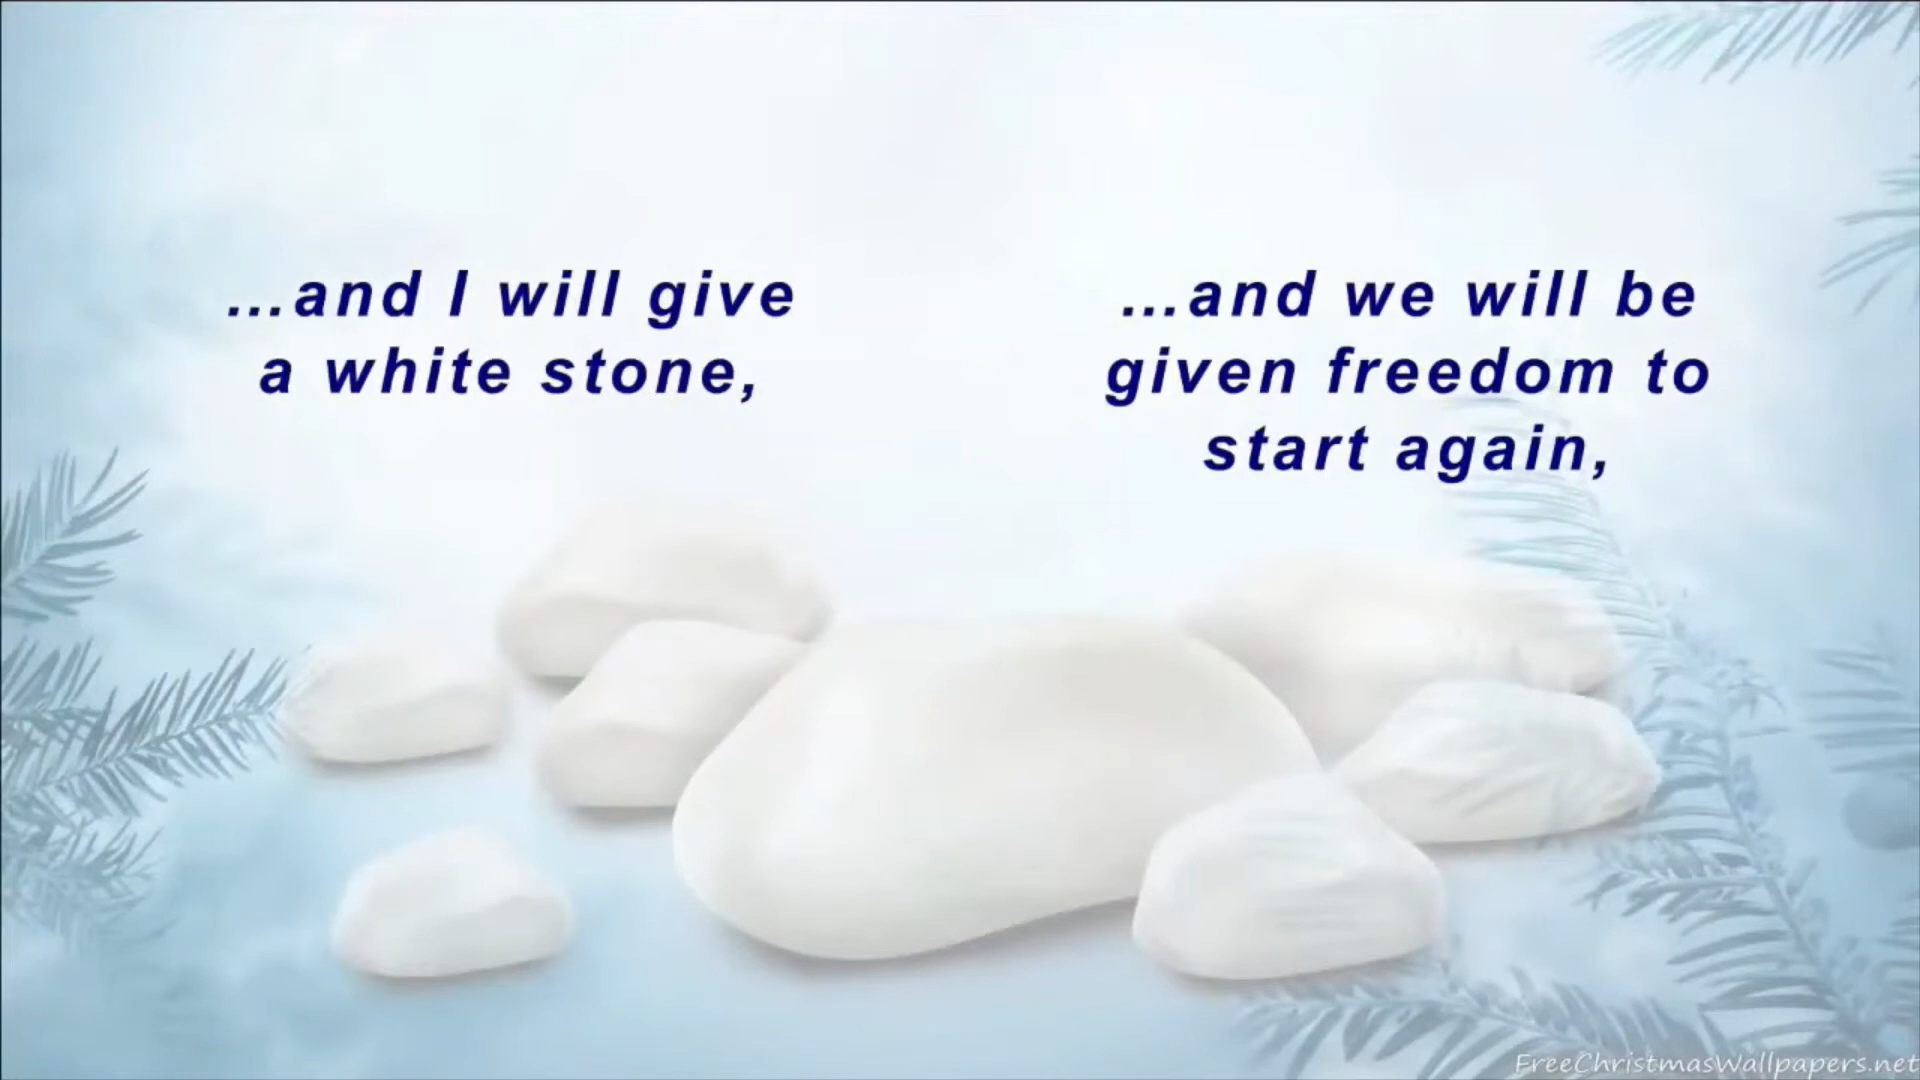 ...and I will give
a white stone,
...and we will be
given freedom to
start again,
FreeChristmasWallpapers.net